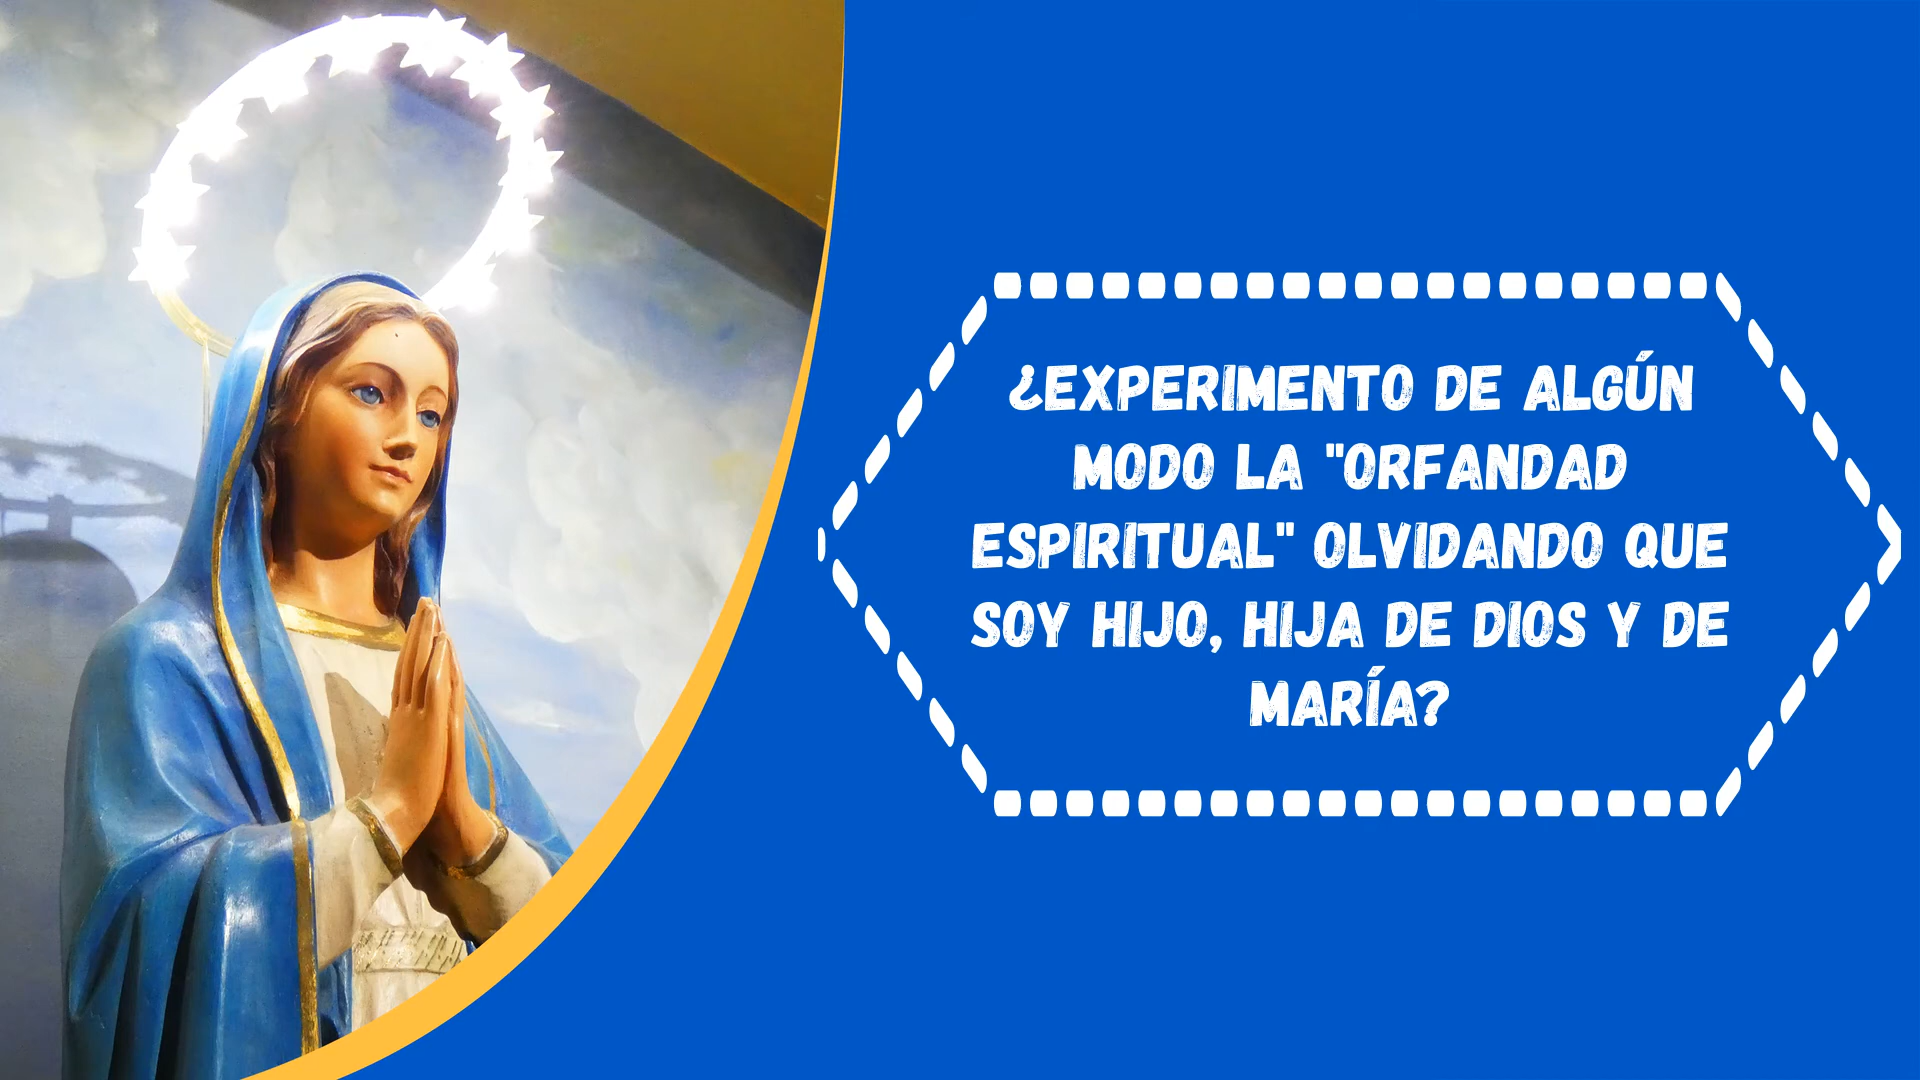 ¿EXPERIMENTO DE ALGÚN
MODO LA "ORFANDAD
ESPIRITUAL" OLVIDANDO QUE
SOY HIJO, HIJA DE DIOS Y DE
MARÍA?